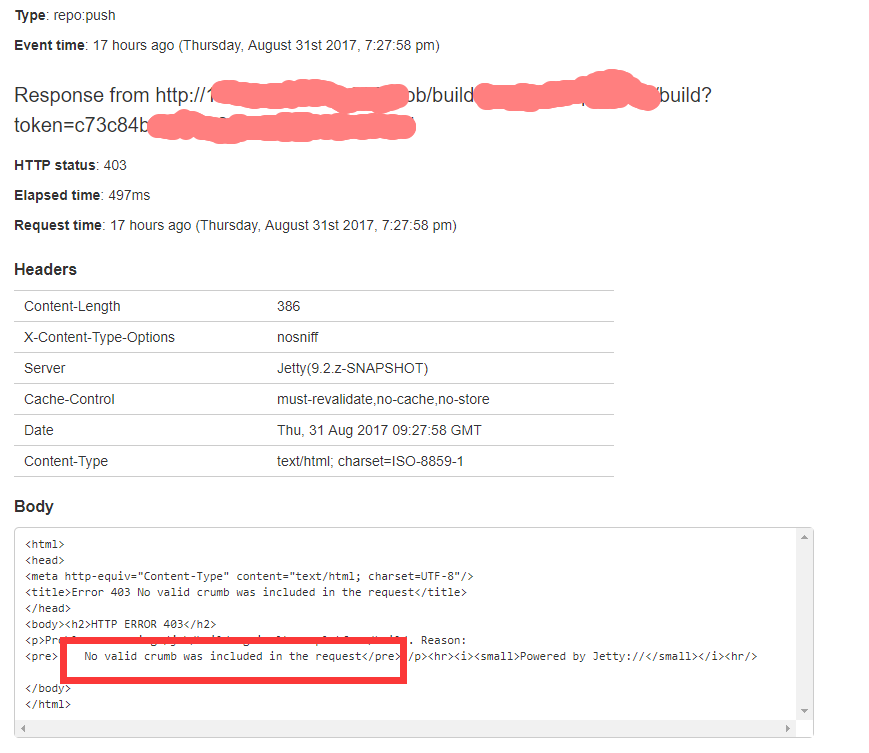 Type: repo:push
Event time: 17 hours ago (Thursday, August 31st 2017, 7:27:58 pm)
Response from http://1 ob/build /build?
token=c73c84b
HTTP status: 403
Elapsed time: 497ms
Request time: 17 hours ago (Thursday, August 31st 2017, 7:27:58 pm)
Headers
Content-Length 386
X-Content-Type-Options nosniff
Server Jetty(9.2.z-SNAPSHOT)
Cache-Control must-revalidate,no-cache,no-store
Date Thu, 31 Aug 2017 09:27:58 GMT
Content-Type text/html; charset=ISO-8859-1
Body
<html>
<head>
<meta http-equiv="Content-Type" content="text/html; charset=UTF-8"/>
<title>Error 403 No valid crumb was included in the request</title>
</head>
<body><h2>HTTP ERROR 403</h2>
. Reason:
<pre> No valid crumb was included in the request</pre></p><hr><i><small>Powered by Jetty://</small></i><hr/>
</body>
</html>